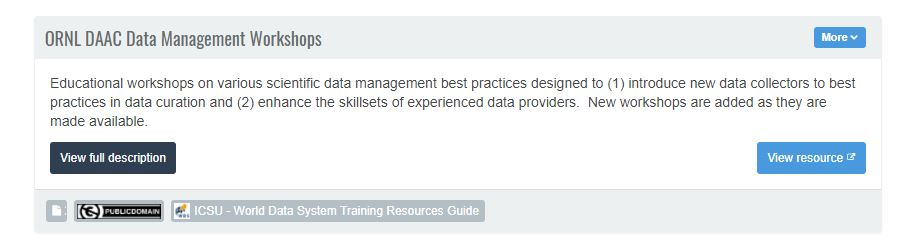 ORNL DAAC Data Management Workshops
More
Educational workshops on various scientific data management best practices designed to (1) introduce new data collectors to best
practices in data curation and (2) enhance the skillsets of experienced data providers.  New workshops are added as they are
made available.
View full description
View resource
PUBLICDOMAIN
ICSU - World Data System Training Resources Guide